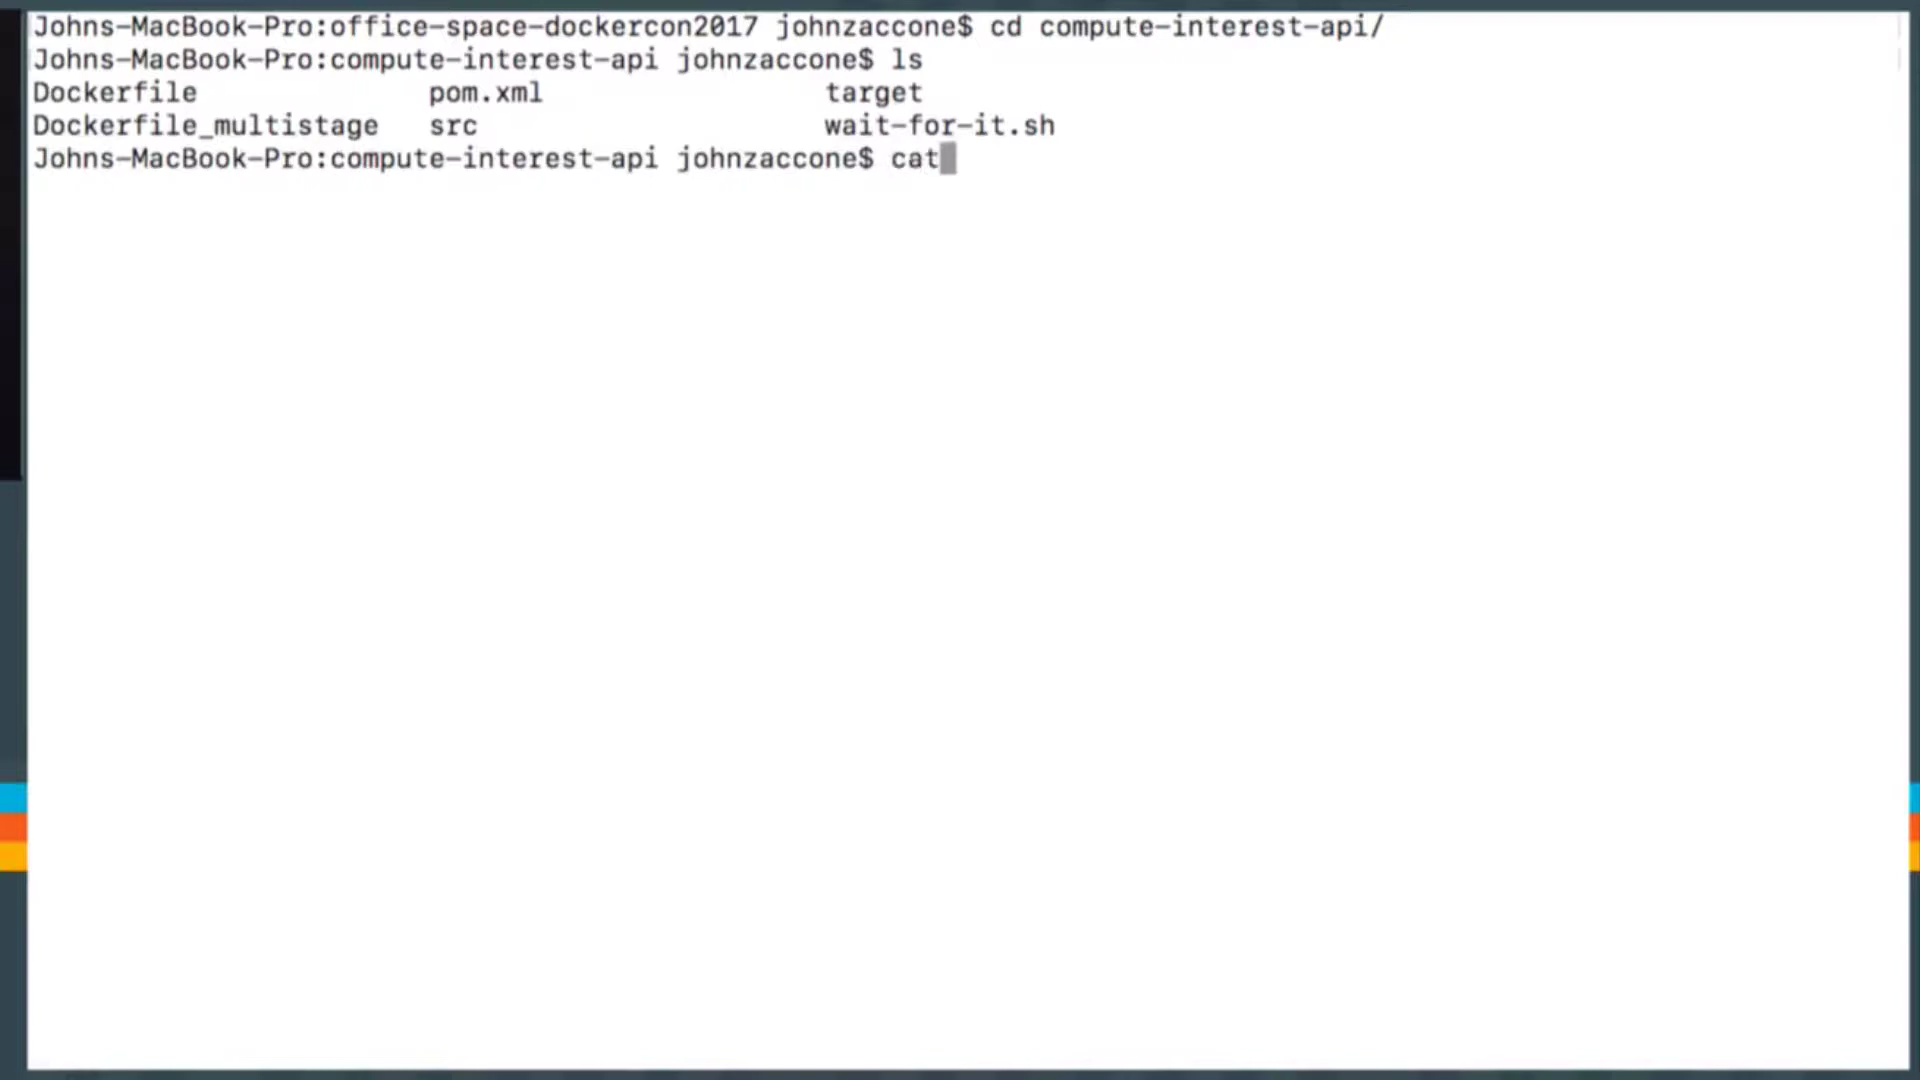 Johns-MacBook-Pro:office-space-dockercon2017 johnzaccone$ cd compute-interest-api/
Johns-MacBook-Pro:compute-interest-api johnzaccone$ ls
Dockerfile pom.xml target
Dockerfile_multistage src wait-for-it.sh
Johns-MacBook-Pro:compute-interest-api johnzaccone$ cat